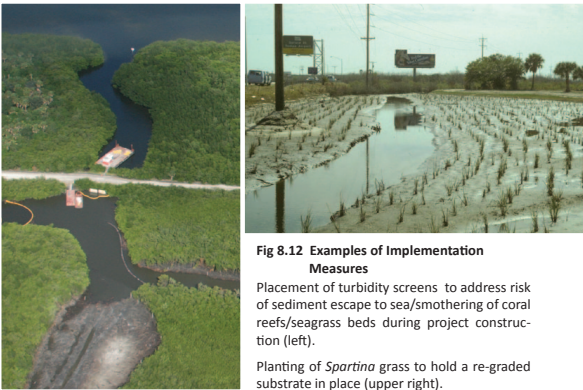 Fig 8.12 Examples of Implementation
Measures
Placement of turbidity screens to address risk
of sediment escape to sea/smothering of coral
reefs/seagrass beds during project construc-
tion (left).
Planting of Spartina grass to hold a re-graded
substrate in place (upper right).